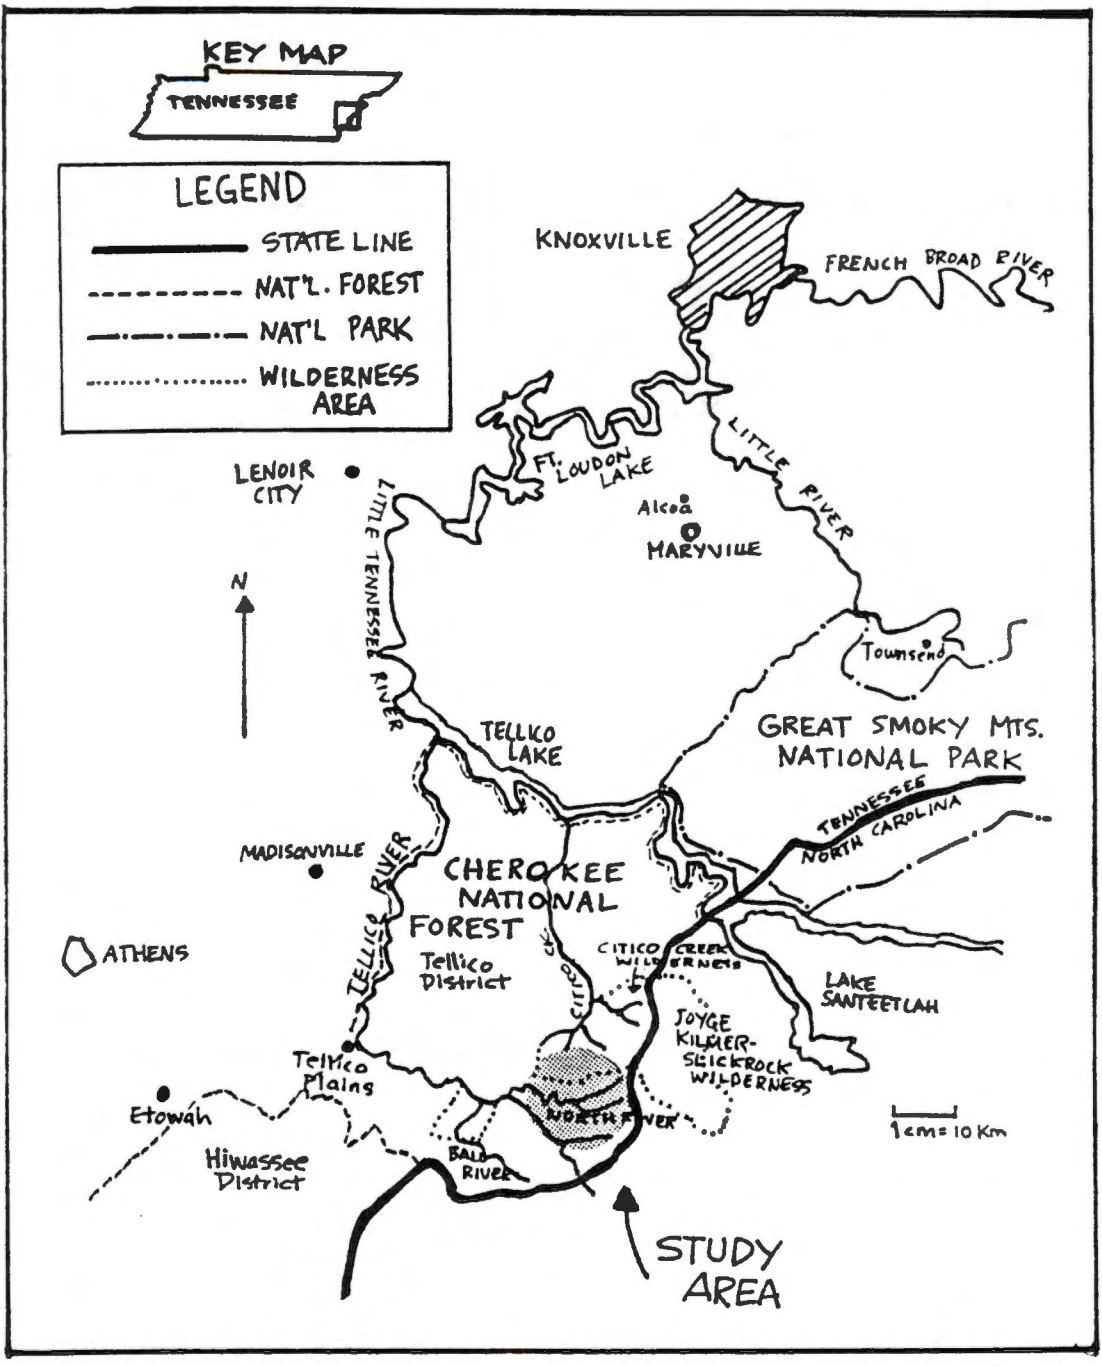 KEY MAP
TENNESSEE
LEGEND
STATE LINE
NAT'L. FOREST
NAT'L PARK
WILDERNESS
AREA
KNOXVILLE
FRENCH BROAD RIVER
LENOIR
CITY
FT.
LOUDON
LAKE
LITTLE RIVER
Alcoa
MARYVILLE
LITTLE TENNESSEE RIVER
N
Townsend
TELLICO
LAKE
GREAT SMOKY MTS.
NATIONAL PARK
TENNESSEE
NORTH CAROLINA
MADISONVILLE
TELLICO RIVER
CHEROKEE
NATIONAL
FOREST
Tellico
District
ATHENS
CITICO CK
CITICO CREEK
WILDERNESS
LAKE
SANTEETLAH
JOYCE
KILMER-
SLICKROCK
WILDERNESS
Tellico
Plains
Etowah
NORTH RIVER
1cm = 10 Km
Hiwassee
District
BALD
RIVER
STUDY
AREA